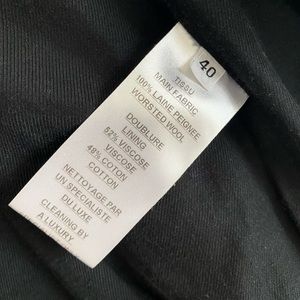 40
TISSU
MAIN FABRIC
100% LAINE PEIGNEE
WORSTED WOOL
DOUBLURE
LINING
52% VISCOSE
VISCOSE
48% COTON
COTTON
NETTOYAGE PAR
UN SPECIALISTE
DU LUXE
CLEANING BY
A LUXURY